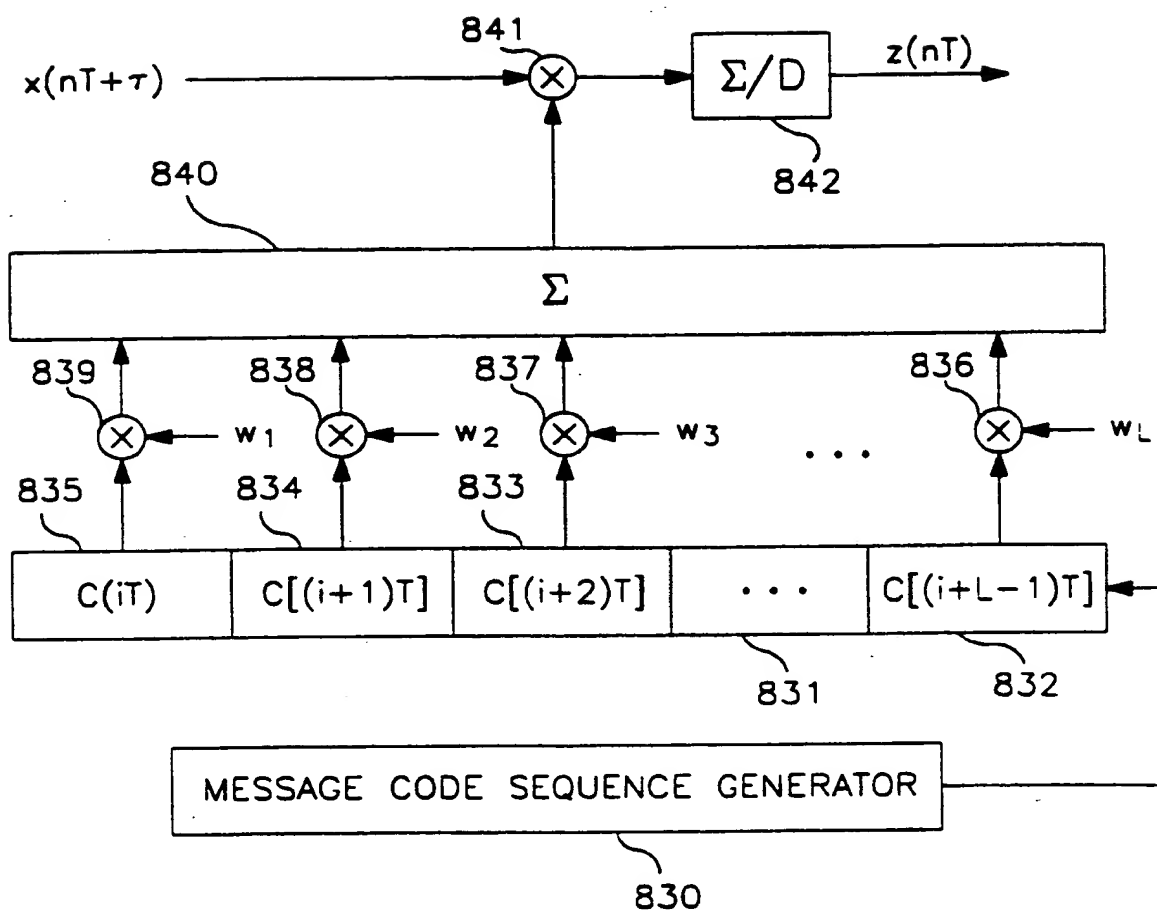 841
x(nT+τ)
Σ/D
z(nT)
842
840
Σ
839
838
837
836
w1
w2
w3
. . .
wL
835
834
833
C(iT)
C[(i+1)T]
C[(i+2)T]
• • •
C[(i+L-1)T]
831
832
MESSAGE CODE SEQUENCE GENERATOR
830